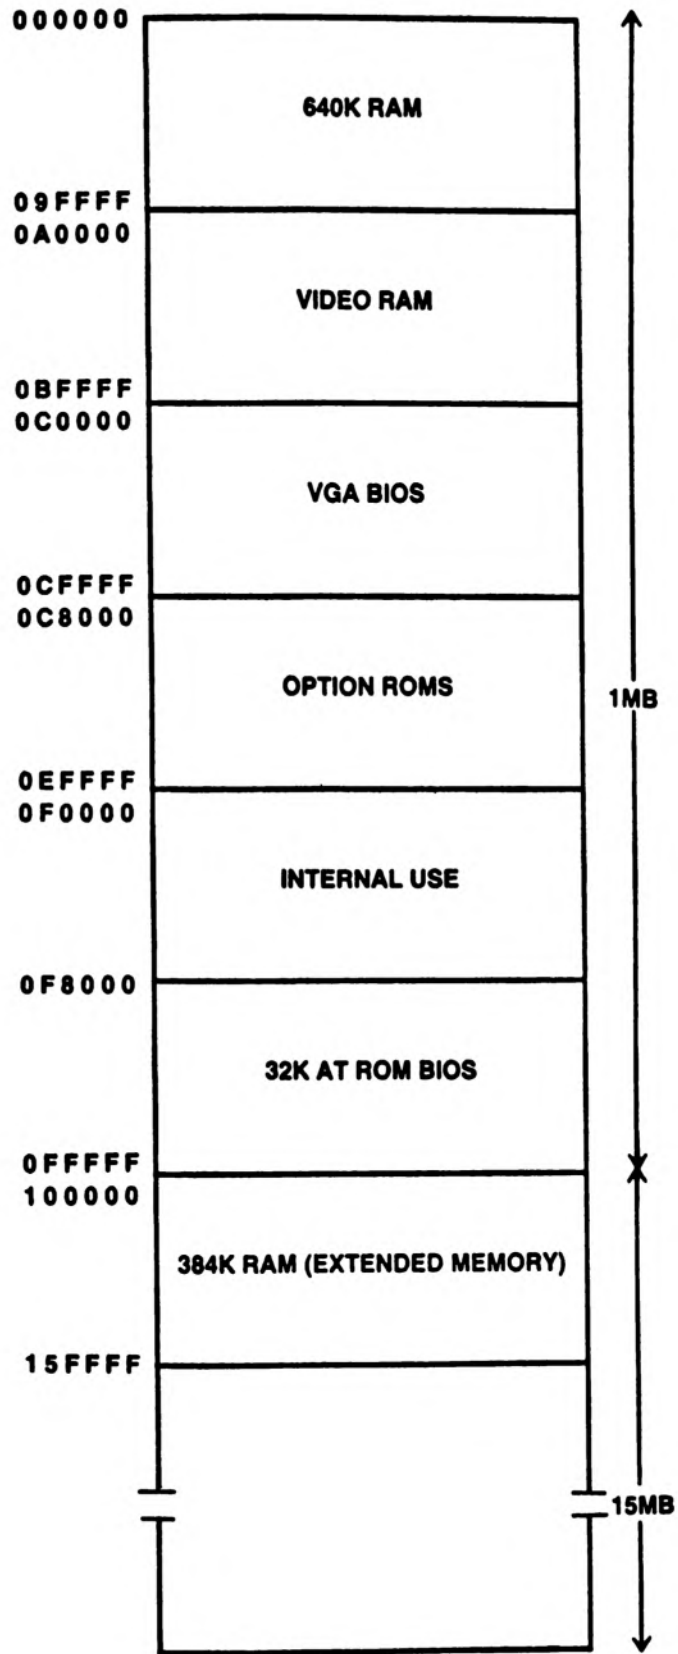 000000
640K RAM
09FFFF
0A0000
VIDEO RAM
0BFFFF
0C0000
VGA BIOS
0CFFFF
0C8000
OPTION ROMS
1MB
0EFFFF
0F0000
INTERNAL USE
0F8000
32K AT ROM BIOS
0FFFFF
100000
384K RAM (EXTENDED MEMORY)
15FFFF
15MB